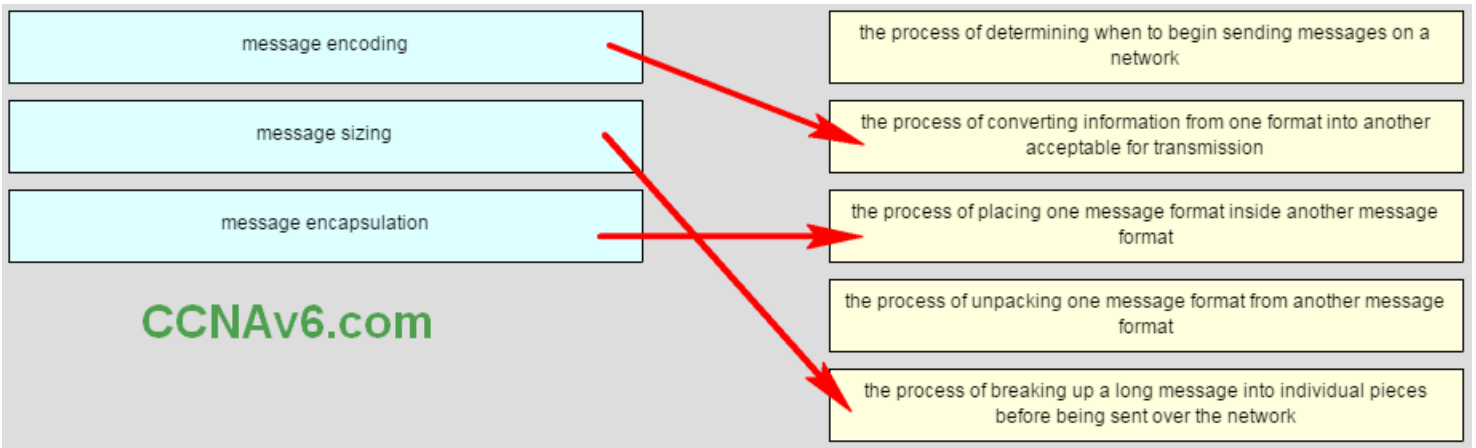 message encoding
the process of determining when to begin sending messages on a
network
message sizing
the process of converting information from one format into another
acceptable for transmission
message encapsulation
the process of placing one message format inside another message
format
the process of unpacking one message format from another message
format
CCNAv6.com
the process of breaking up a long message into individual pieces
before being sent over the network